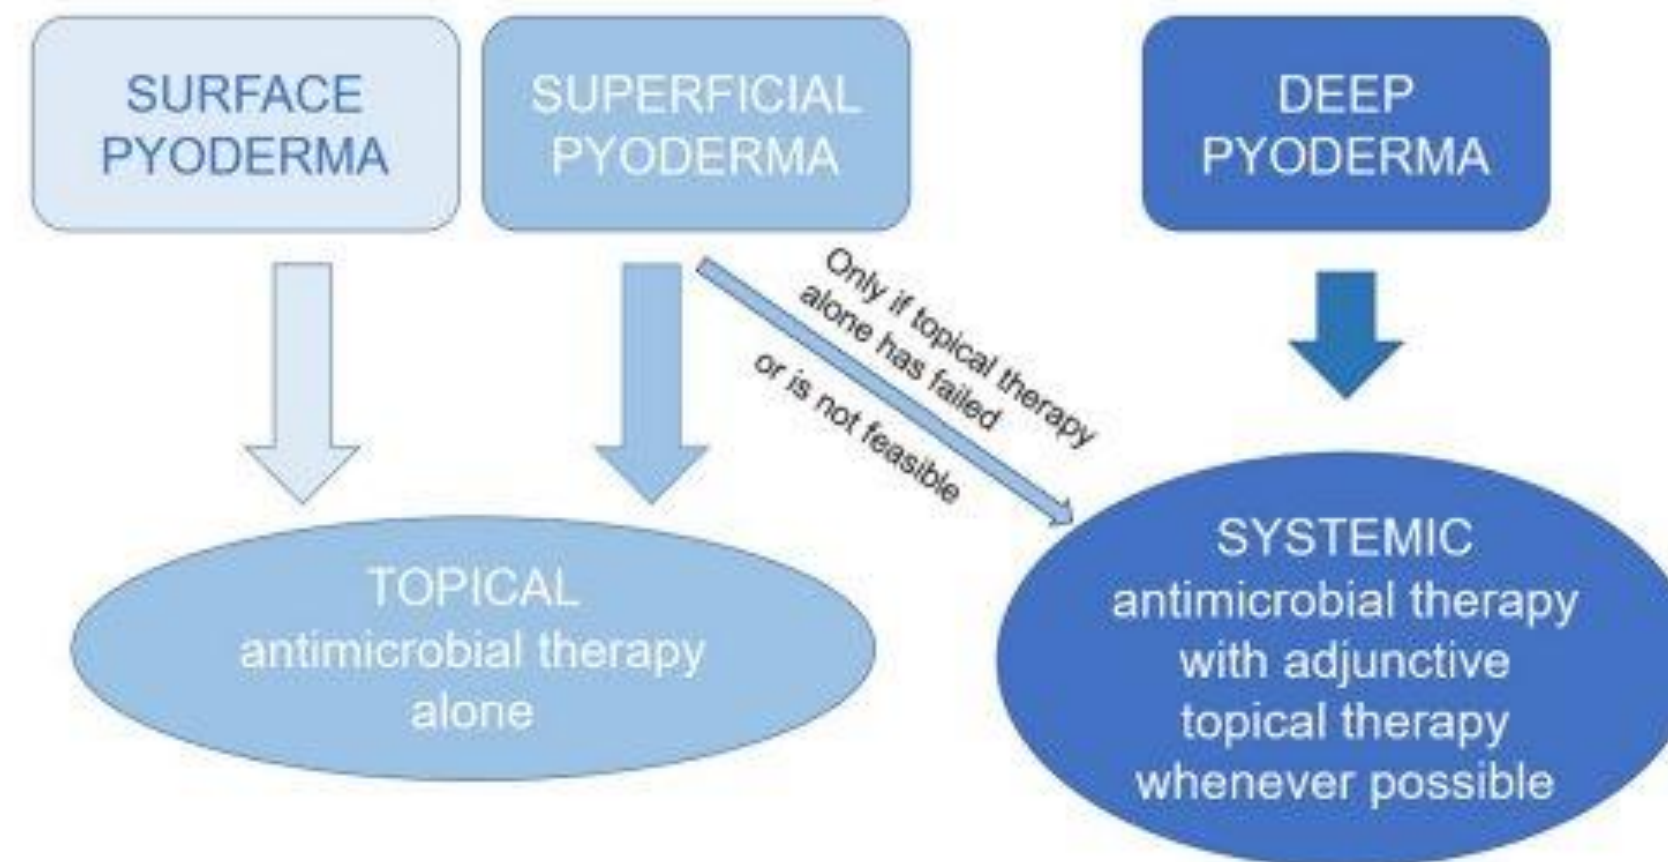 SURFACE
PYODERMA
SUPERFICIAL
PYODERMA
DEEP
PYODERMA
Only if topical therapy
alone has failed
or is not feasible
TOPICAL
antimicrobial therapy
alone
SYSTEMIC
antimicrobial therapy
with adjunctive
topical therapy
whenever possible